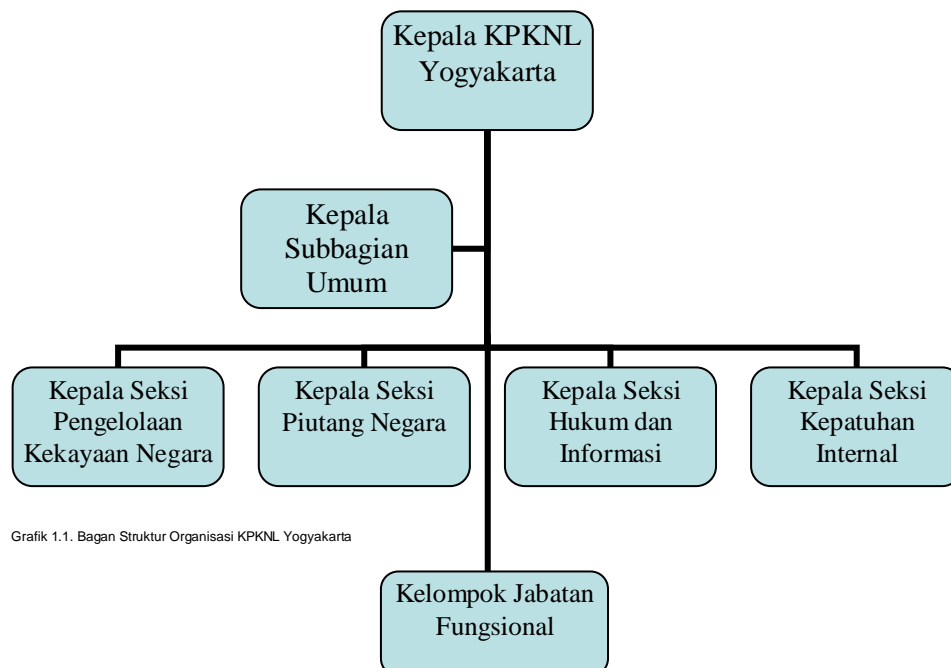 Kepala KPKNL
Yogyakarta
Kepala
Subbagian
Umum
Kepala Seksi
Pengelolaan
Kekayaan Negara
Kepala Seksi
Piutang Negara
Kepala Seksi
Hukum dan
Informasi
Kepala Seksi
Kepatuhan
Internal
Grafik 1.1. Bagan Struktur Organisasi KPKNL Yogyakarta
Kelompok Jabatan
Fungsional